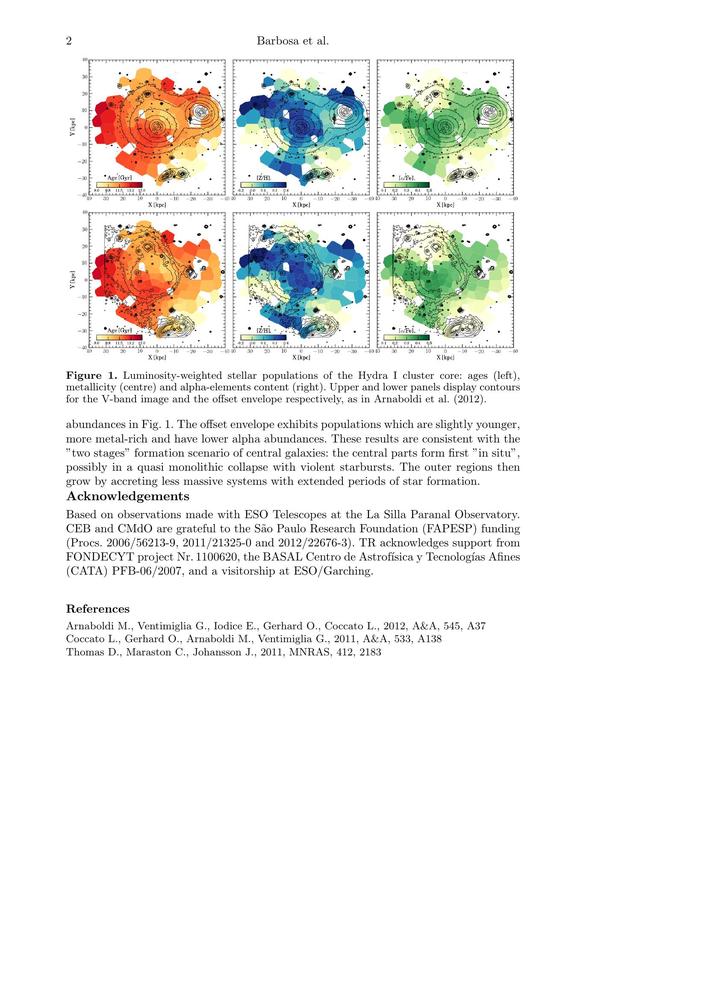 2
Barbosa et al.
Y [kpc]
Age [Gyr]
[Z/H]
[α/Fe]
X [kpc]
X [kpc]
X [kpc]
Y [kpc]
Age [Gyr]
[Z/H]
[α/Fe]
X [kpc]
X [kpc]
X [kpc]
Figure 1. Luminosity-weighted stellar populations of the Hydra I cluster core: ages (left),
metallicity (centre) and alpha-elements content (right). Upper and lower panels display contours
for the V-band image and the offset envelope respectively, as in Arnaboldi et al. (2012).
abundances in Fig. 1. The offset envelope exhibits populations which are slightly younger,
more metal-rich and have lower alpha abundances. These results are consistent with the
”two stages” formation scenario of central galaxies: the central parts form first ”in situ”,
possibly in a quasi monolithic collapse with violent starbursts. The outer regions then
grow by accreting less massive systems with extended periods of star formation.
Acknowledgements
Based on observations made with ESO Telescopes at the La Silla Paranal Observatory.
CEB and CMdO are grateful to the São Paulo Research Foundation (FAPESP) funding
(Procs. 2006/56213-9, 2011/21325-0 and 2012/22676-3). TR acknowledges support from
FONDECYT project Nr. 1100620, the BASAL Centro de Astrofísica y Tecnologías Afines
(CATA) PFB-06/2007, and a visitorship at ESO/Garching.
References
Arnaboldi M., Ventimiglia G., Iodice E., Gerhard O., Coccato L., 2012, A&A, 545, A37
Coccato L., Gerhard O., Arnaboldi M., Ventimiglia G., 2011, A&A, 533, A138
Thomas D., Maraston C., Johansson J., 2011, MNRAS, 412, 2183